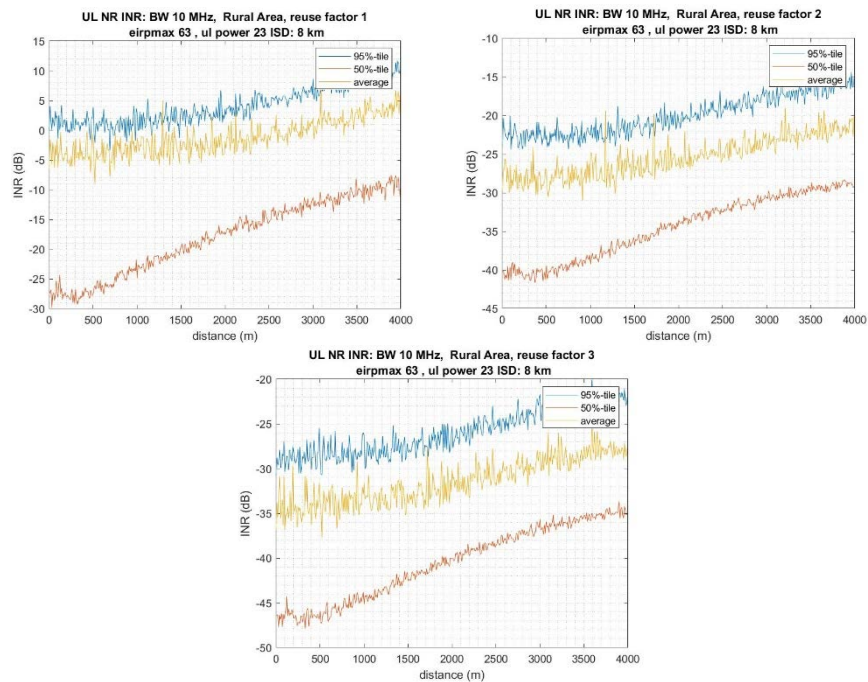 UL NR INR: BW 10 MHz, Rural Area, reuse factor 1
eirpmax 63 , ul power 23 ISD: 8 km
15
10
5
0
-5
-10
-15
-20
-25
-30
INR (dB)
95%-tile
50%-tile
average
0 500 1000 1500 2000 2500 3000 3500 4000
distance (m)
UL NR INR: BW 10 MHz, Rural Area, reuse factor 2
eirpmax 63 , ul power 23 ISD: 8 km
-10
-15
-20
-25
-30
-35
-40
-45
INR (dB)
95%-tile
50%-tile
average
0 500 1000 1500 2000 2500 3000 3500 4000
distance (m)
UL NR INR: BW 10 MHz, Rural Area, reuse factor 3
eirpmax 63 , ul power 23 ISD: 8 km
-20
-25
-30
-35
-40
-45
-50
INR (dB)
95%-tile
50%-tile
average
0 500 1000 1500 2000 2500 3000 3500 4000
distance (m)